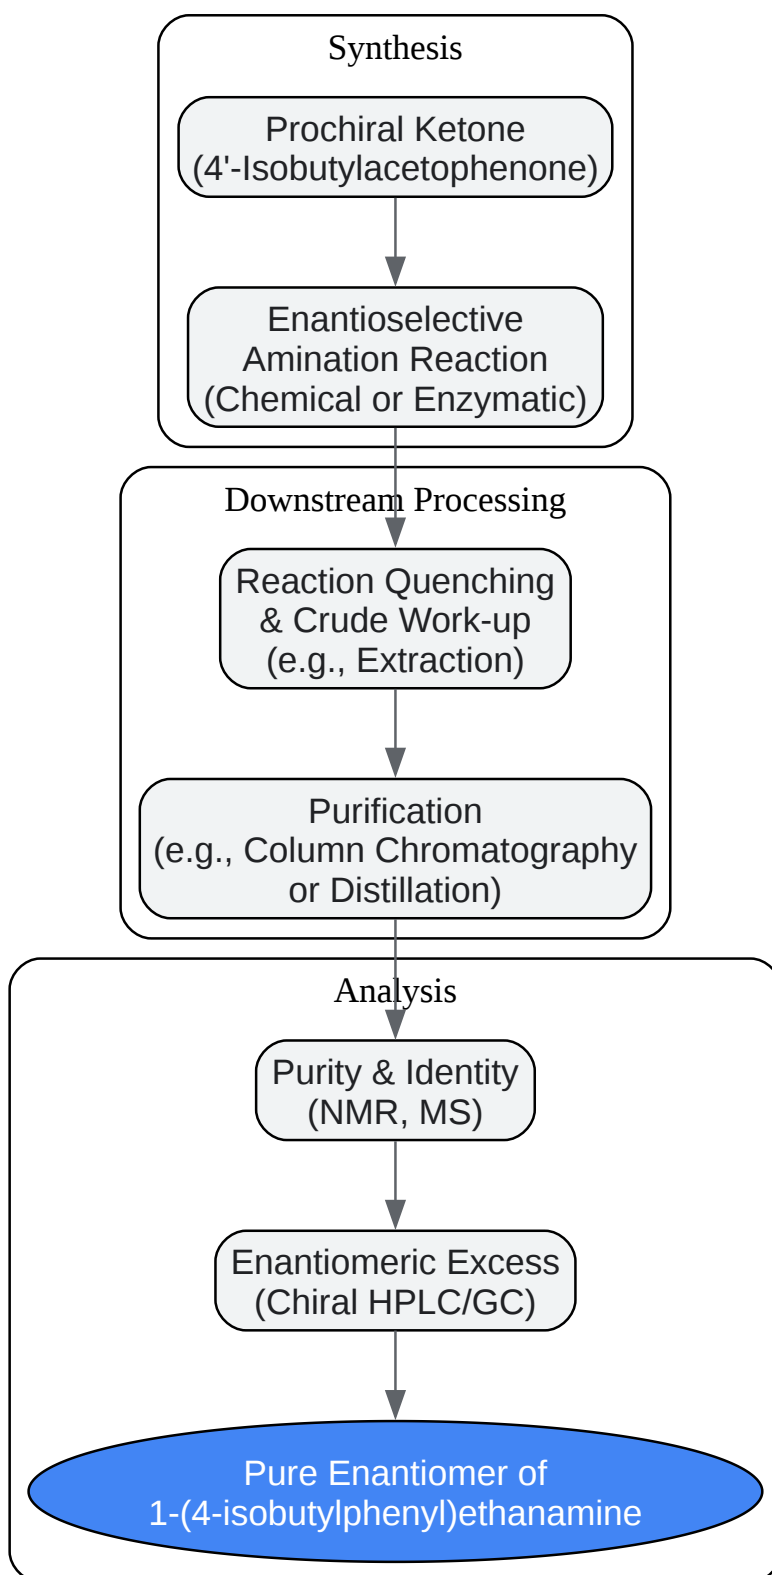 Synthesis
Prochiral Ketone
(4'-Isobutylacetophenone)
Enantioselective
Amination Reaction
(Chemical or Enzymatic)
Downstream Processing
Reaction Quenching
& Crude Work-up
(e.g., Extraction)
Purification
(e.g., Column Chromatography
or Distillation)
Analysis
Purity & Identity
(NMR, MS)
Enantiomeric Excess
(Chiral HPLC/GC)
Pure Enantiomer of
1-(4-isobutylphenyl)ethanamine